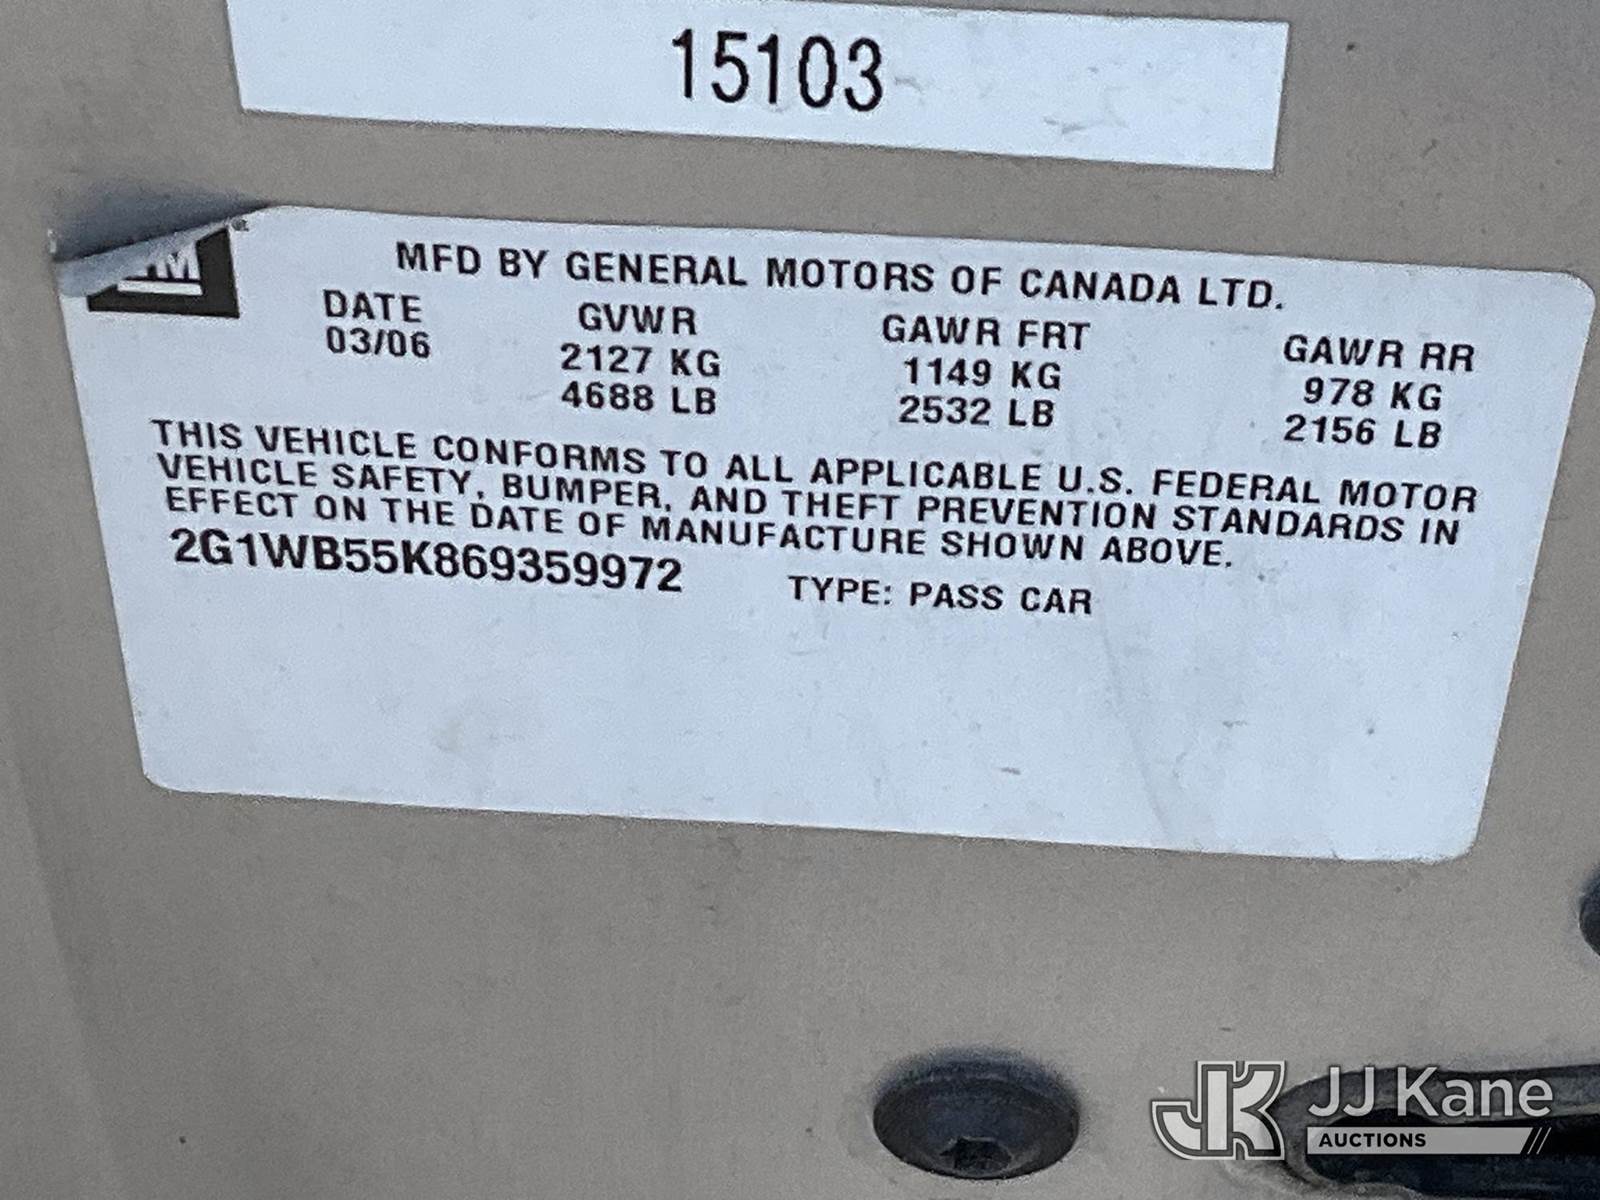 15103
MFD BY GENERAL MOTORS OF CANADA LTD.
DATE GVWR GAWR FRT GAWR RR
03/06 2127 KG 1149 KG 978 KG
4688 LB 2532 LB 2156 LB
THIS VEHICLE CONFORMS TO ALL APPLICABLE U.S. FEDERAL MOTOR
VEHICLE SAFETY, BUMPER, AND THEFT PREVENTION STANDARDS IN
EFFECT ON THE DATE OF MANUFACTURE SHOWN ABOVE.
2G1WB55K869359972 TYPE: PASS CAR
JK JJ Kane
AUCTIONS